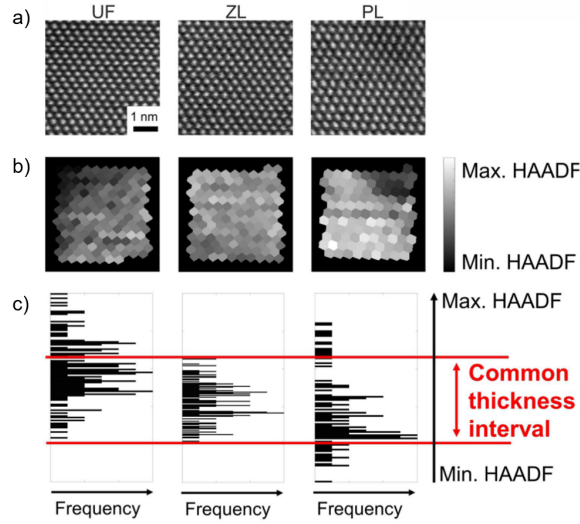 a)
UF
ZL
PL
1 nm
b)
Max. HAADF
Min. HAADF
c)
Max. HAADF
Common
thickness
interval
Min. HAADF
Frequency
Frequency
Frequency